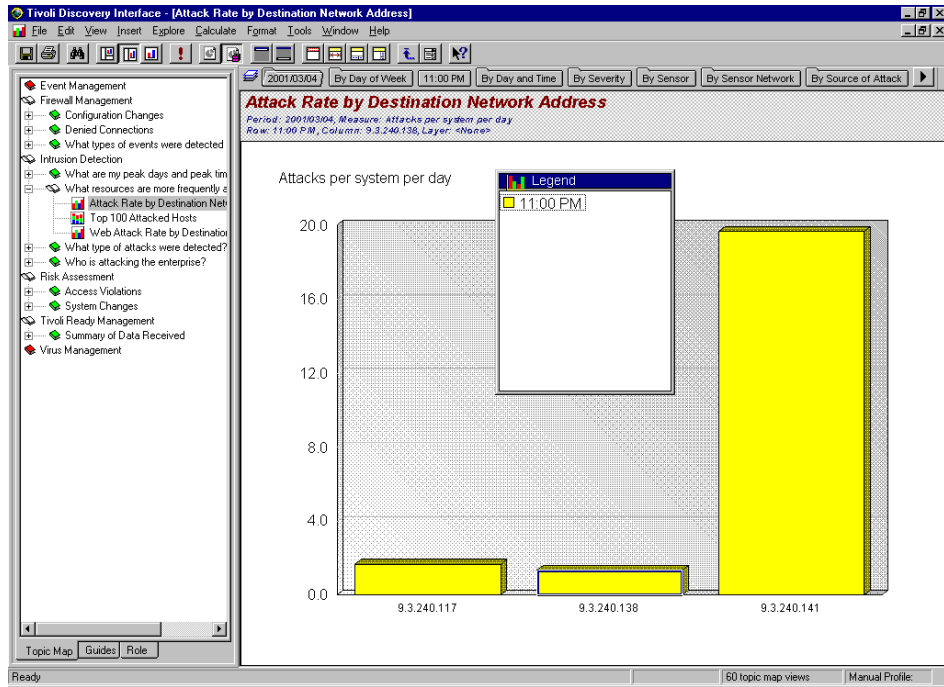 Tivoli Discovery Interface - [Attack Rate by Destination Network Address]
File Edit View Insert Explore Calculate Format Tools Window Help
2001/03/04 By Day of Week 11:00 PM By Day and Time By Severity By Sensor By Sensor Network By Source of Attack
Event Management
Firewall Management
Configuration Changes
Denied Connections
What types of events were detected
Intrusion Detection
What are my peak days and peak tim
What resources are more frequently a
Attack Rate by Destination Net
Top 100 Attacked Hosts
Web Attack Rate by Destination
What type of attacks were detected?
Who is attacking the enterprise?
Risk Assessment
Access Violations
System Changes
Tivoli Ready Management
Summary of Data Received
Virus Management
Topic Map Guides Role
Attack Rate by Destination Network Address
Period: 2001/03/04, Measure: Attacks per system per day
Row: 11:00 PM, Column: 9.3.240.138, Layer: <None>
Attacks per system per day
Legend
11:00 PM
20.0
16.0
12.0
8.0
4.0
0.0
9.3.240.117 9.3.240.138 9.3.240.141
Ready 60 topic map views Manual Profile: